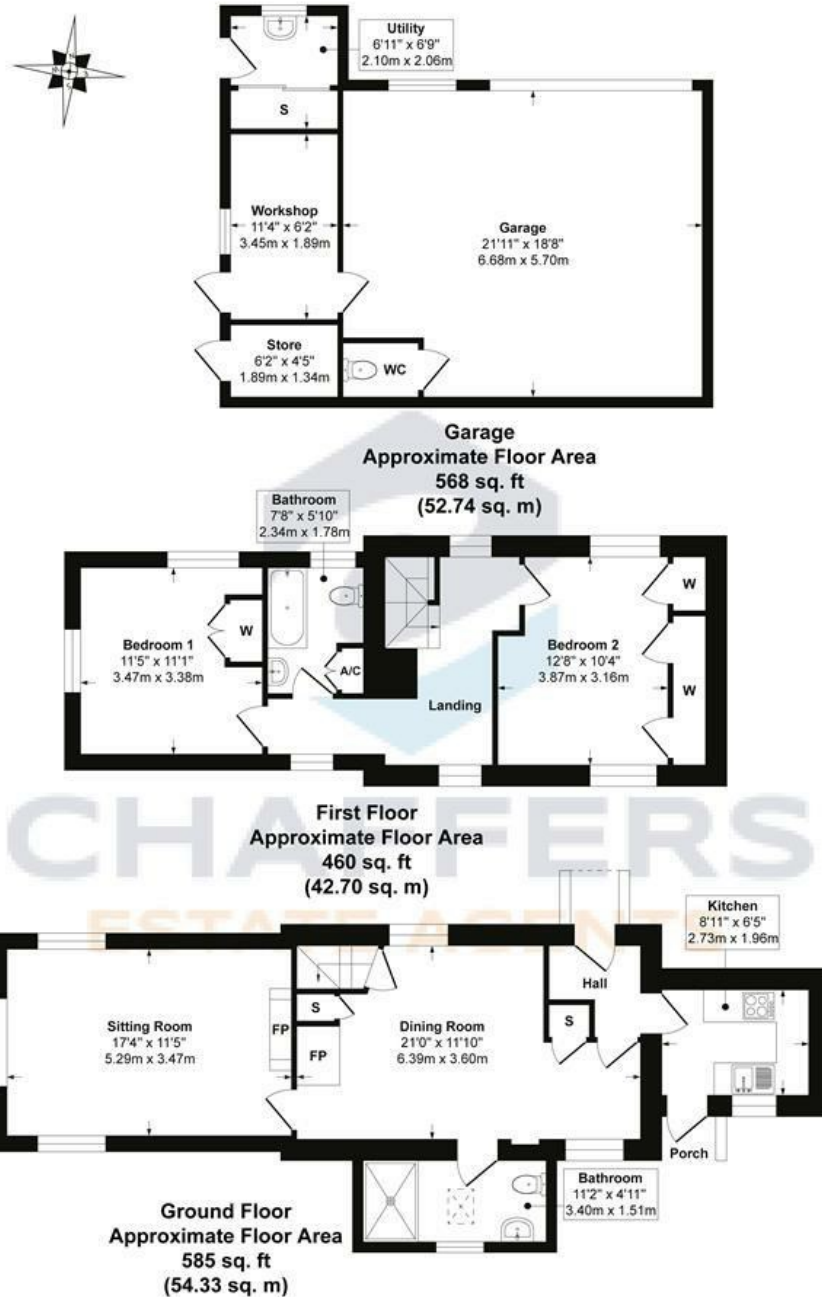 Utility
6'11" x 6'9"
2.10m x 2.06m
S
Workshop
11'4" x 6'2"
3.45m x 1.89m
Garage
21'11" x 18'8"
6.68m x 5.70m
Store
6'2" x 4'5"
1.89m x 1.34m
WC
Garage
Approximate Floor Area
568 sq. ft
(52.74 sq. m)
Bathroom
7'8" x 5'10"
2.34m x 1.78m
Bedroom 1
11'5" x 11'1"
3.47m x 3.38m
W
A/C
Landing
Bedroom 2
12'8" x 10'4"
3.87m x 3.16m
W
W
CHAFFERS
ESTATE AGENTS
First Floor
Approximate Floor Area
460 sq. ft
(42.70 sq. m)
Kitchen
8'11" x 6'5"
2.73m x 1.96m
Hall
Sitting Room
17'4" x 11'5"
5.29m x 3.47m
FP
S
FP
Dining Room
21'0" x 11'10"
6.39m x 3.60m
S
Porch
Bathroom
11'2" x 4'11"
3.40m x 1.51m
Ground Floor
Approximate Floor Area
585 sq. ft
(54.33 sq. m)